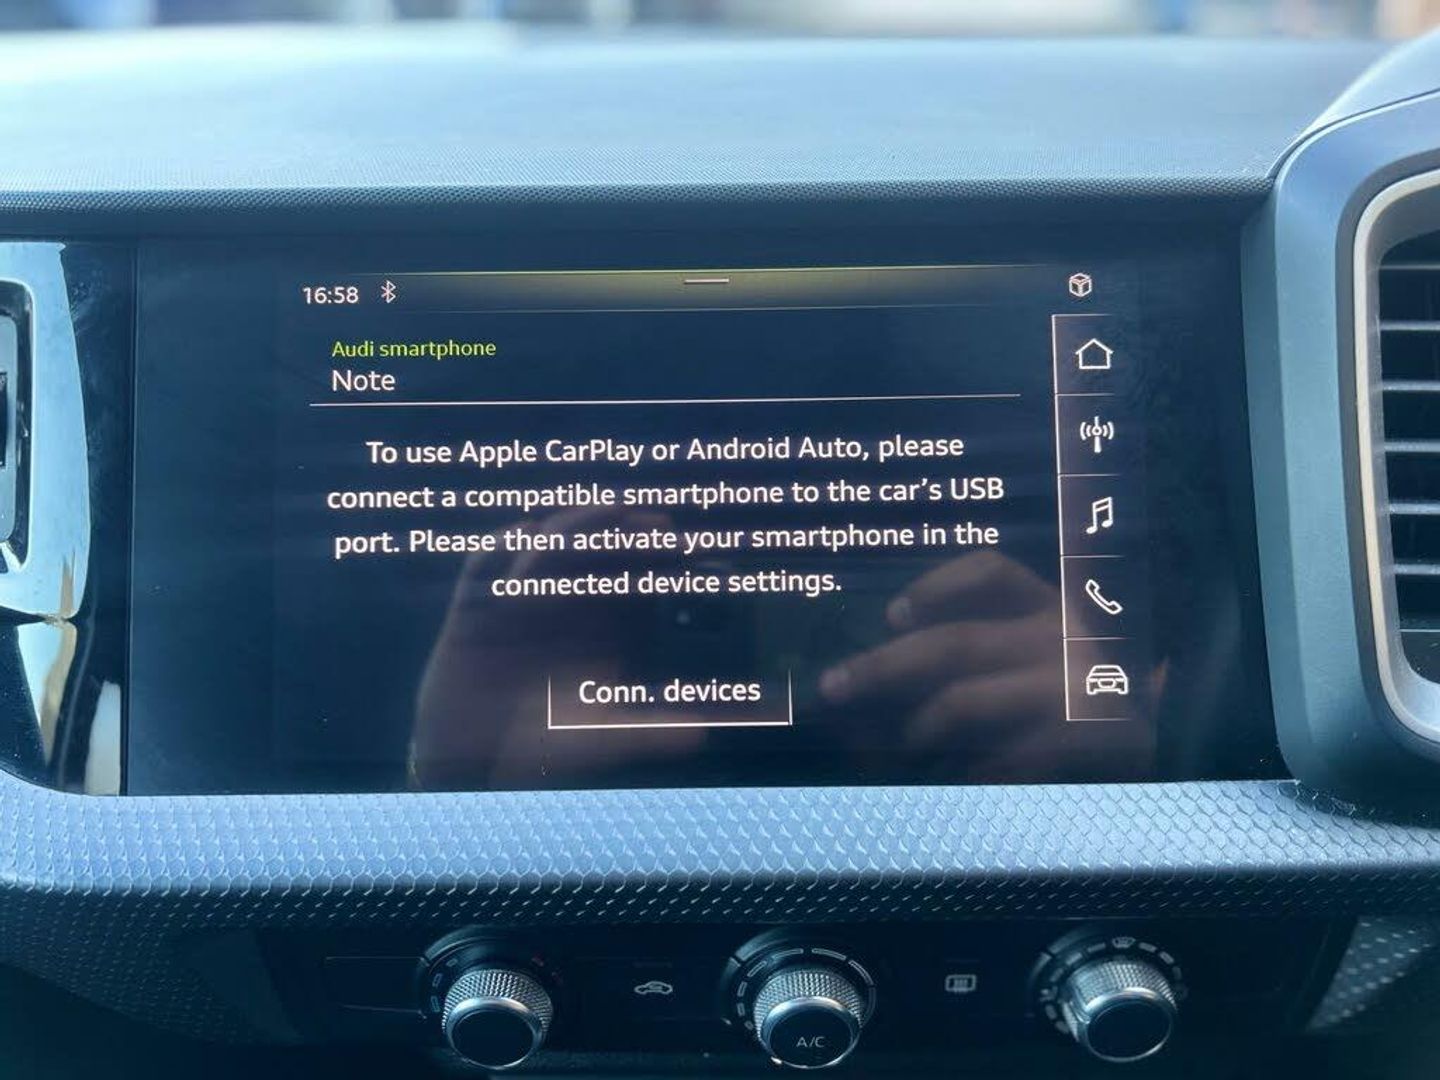 16:58
Audi smartphone
Note
To use Apple CarPlay or Android Auto, please
connect a compatible smartphone to the car’s USB
port. Please then activate your smartphone in the
connected device settings.
Conn. devices
A/C